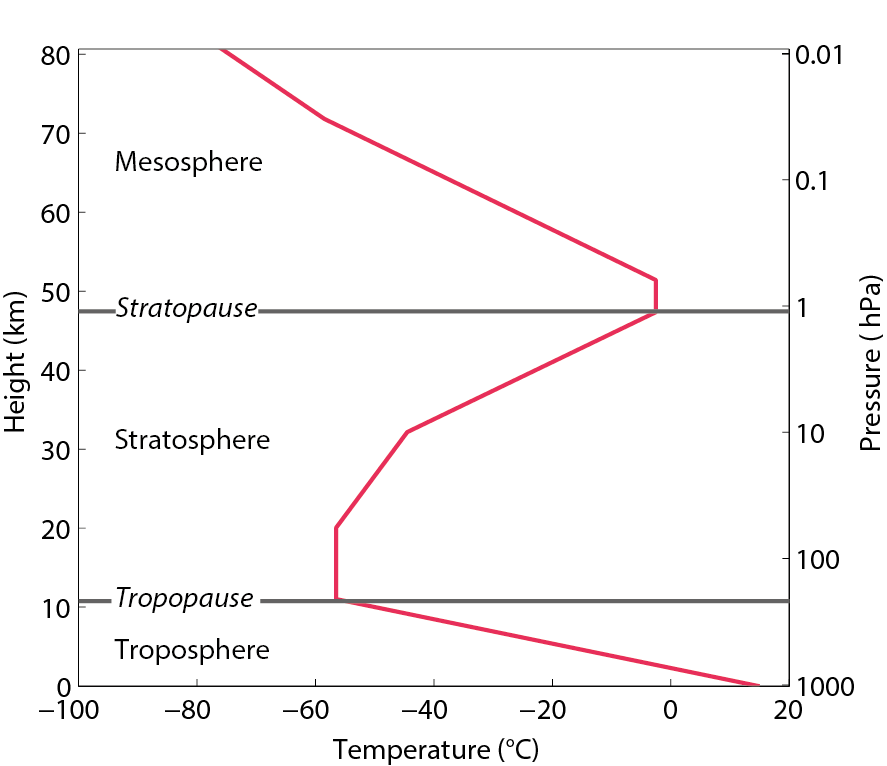 80
0.01
70
Mesosphere
0.1
60
50
Stratopause
1
40
Stratosphere
10
30
20
100
Tropopause
10
Troposphere
0
1000
−100
−80
−60
−40
−20
0
20
Temperature (°C)
Height (km)
Pressure ( hPa)